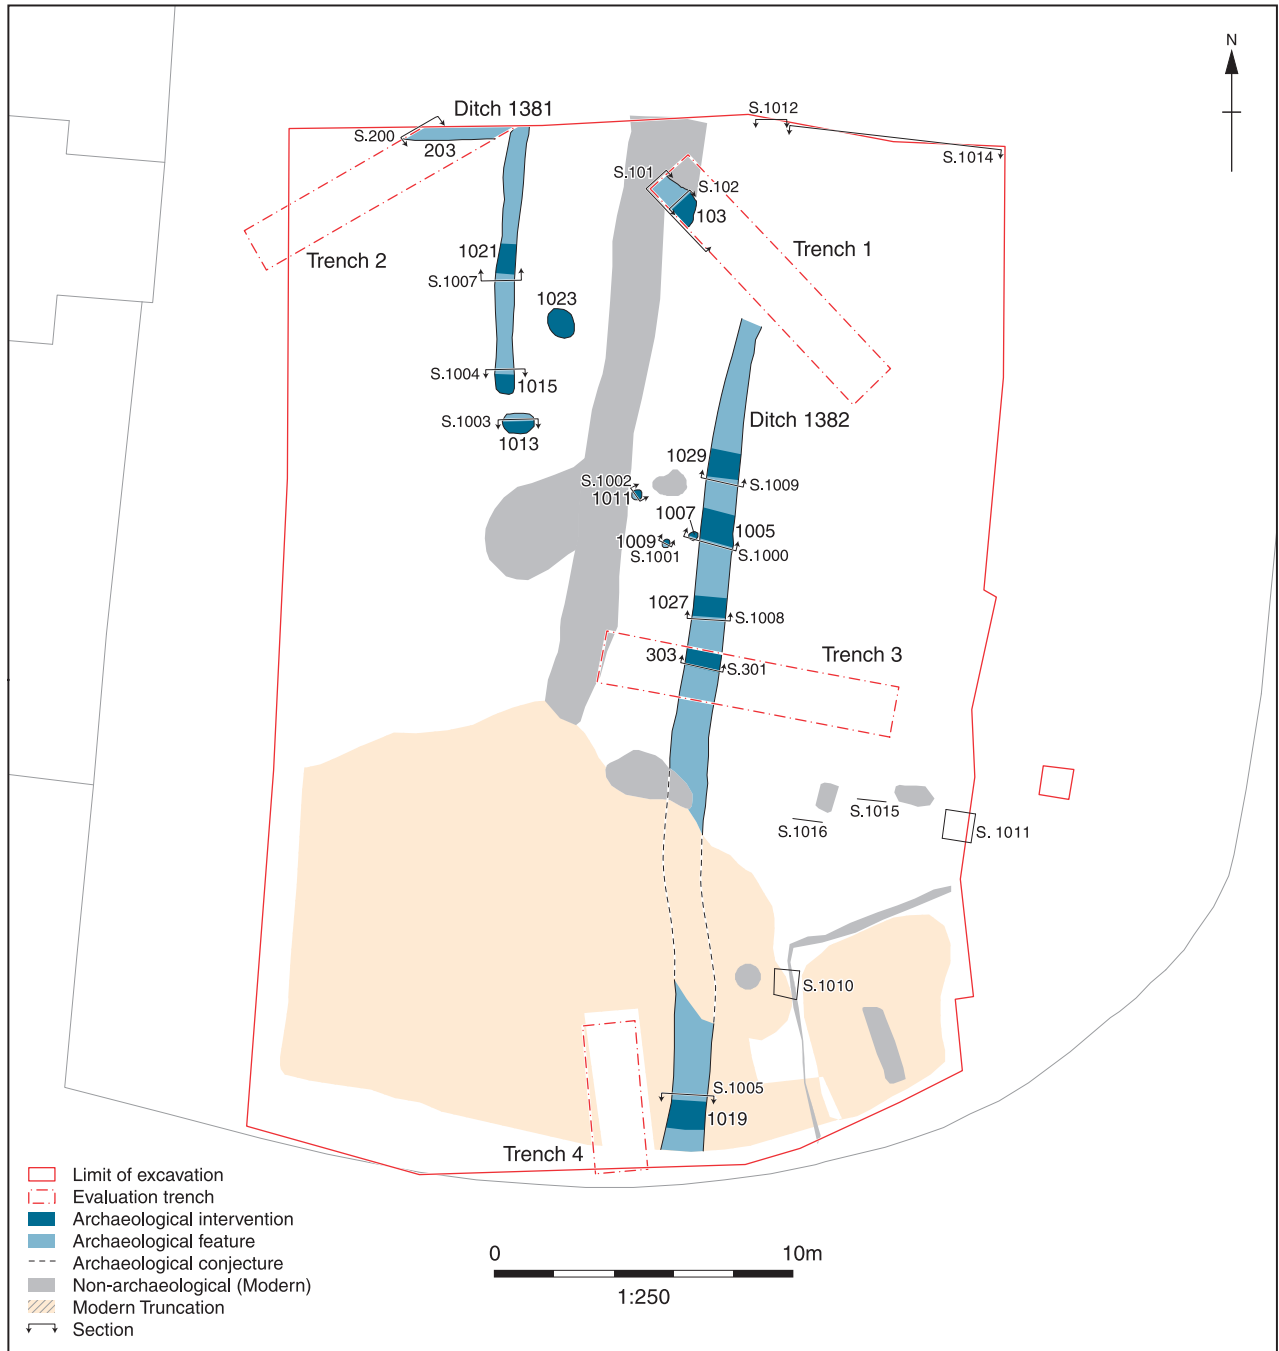 N
Ditch 1381
S.1012
S.200
203
S.1014
S.101
S.102
103
Trench 1
Trench 2
1021
S.1007
1023
S.1004
1015
S.1003
1013
Ditch 1382
1029
S.1002
1011
S.1009
1007
1005
1009
S.1001
S.1000
1027
S.1008
303
S.301
Trench 3
S.1015
S.1016
S. 1011
S.1010
S.1005
1019
Trench 4
Limit of excavation
Evaluation trench
Archaeological intervention
Archaeological feature
Archaeological conjecture
Non-archaeological (Modern)
Modern Truncation
Section
0 10m
1:250